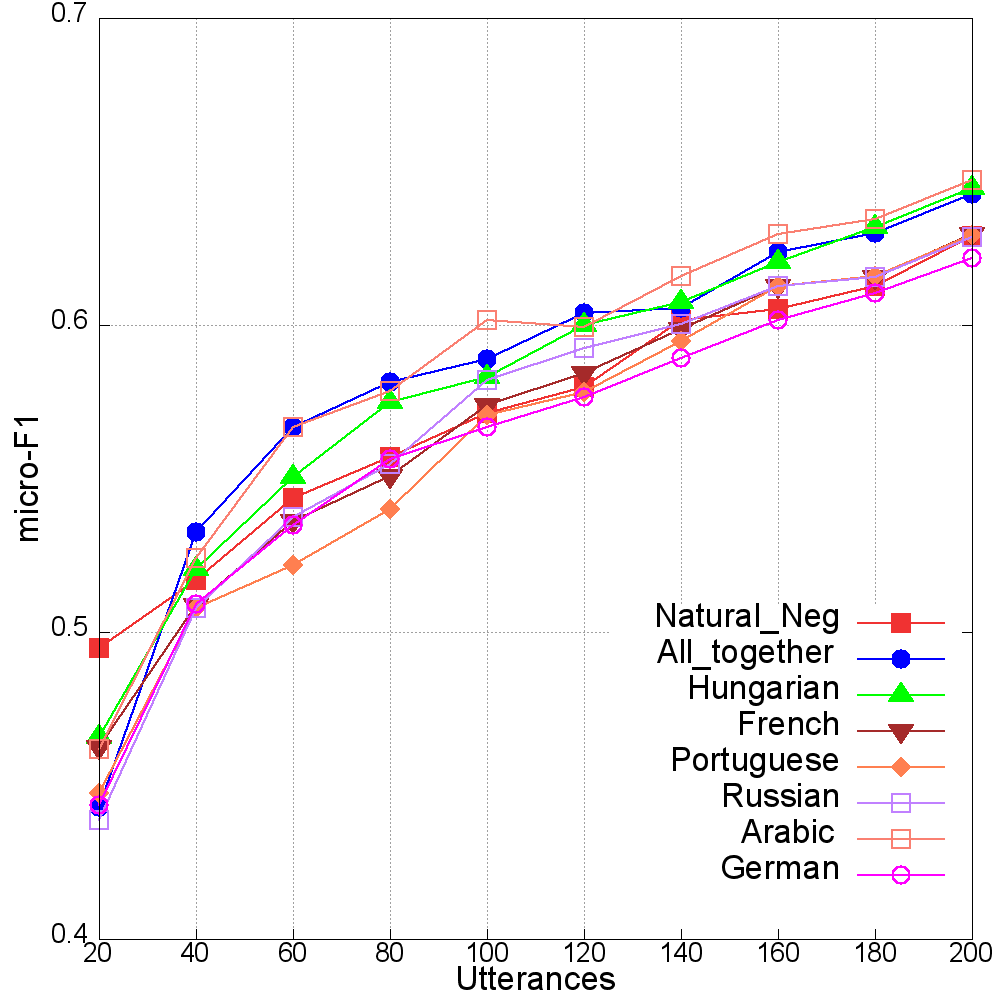 0.7
0.6
0.5
0.4
micro-F1
Natural_Neg
All_together
Hungarian
French
Portuguese
Russian
Arabic
German
20 40 60 80 100 120 140 160 180 200
Utterances